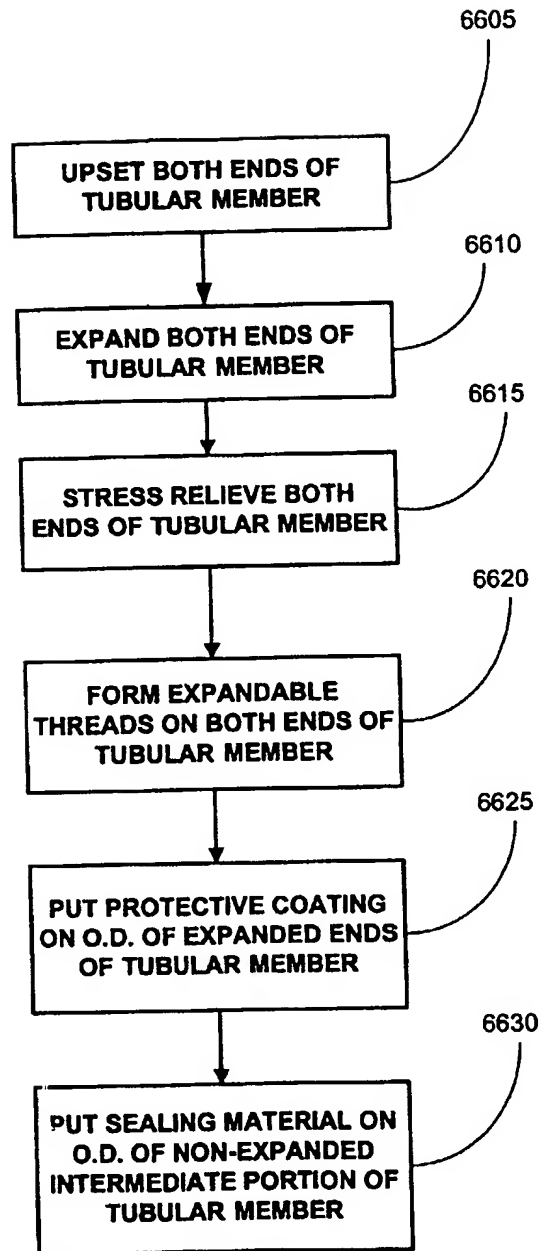 6605
UPSET BOTH ENDS OF
TUBULAR MEMBER
6610
EXPAND BOTH ENDS OF
TUBULAR MEMBER
6615
STRESS RELIEVE BOTH
ENDS OF TUBULAR MEMBER
6620
FORM EXPANDABLE
THREADS ON BOTH ENDS OF
TUBULAR MEMBER
6625
PUT PROTECTIVE COATING
ON O.D. OF EXPANDED ENDS
OF TUBULAR MEMBER
6630
PUT SEALING MATERIAL ON
O.D. OF NON-EXPANDED
INTERMEDIATE PORTION OF
TUBULAR MEMBER